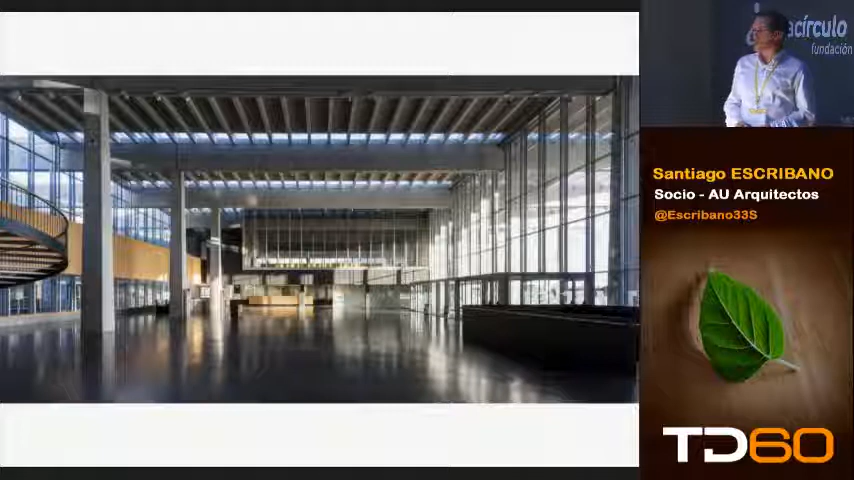 acírculo
fundación
Santiago ESCRIBANO
Socio - AU Arquitectos
@Escribano33S
TD60